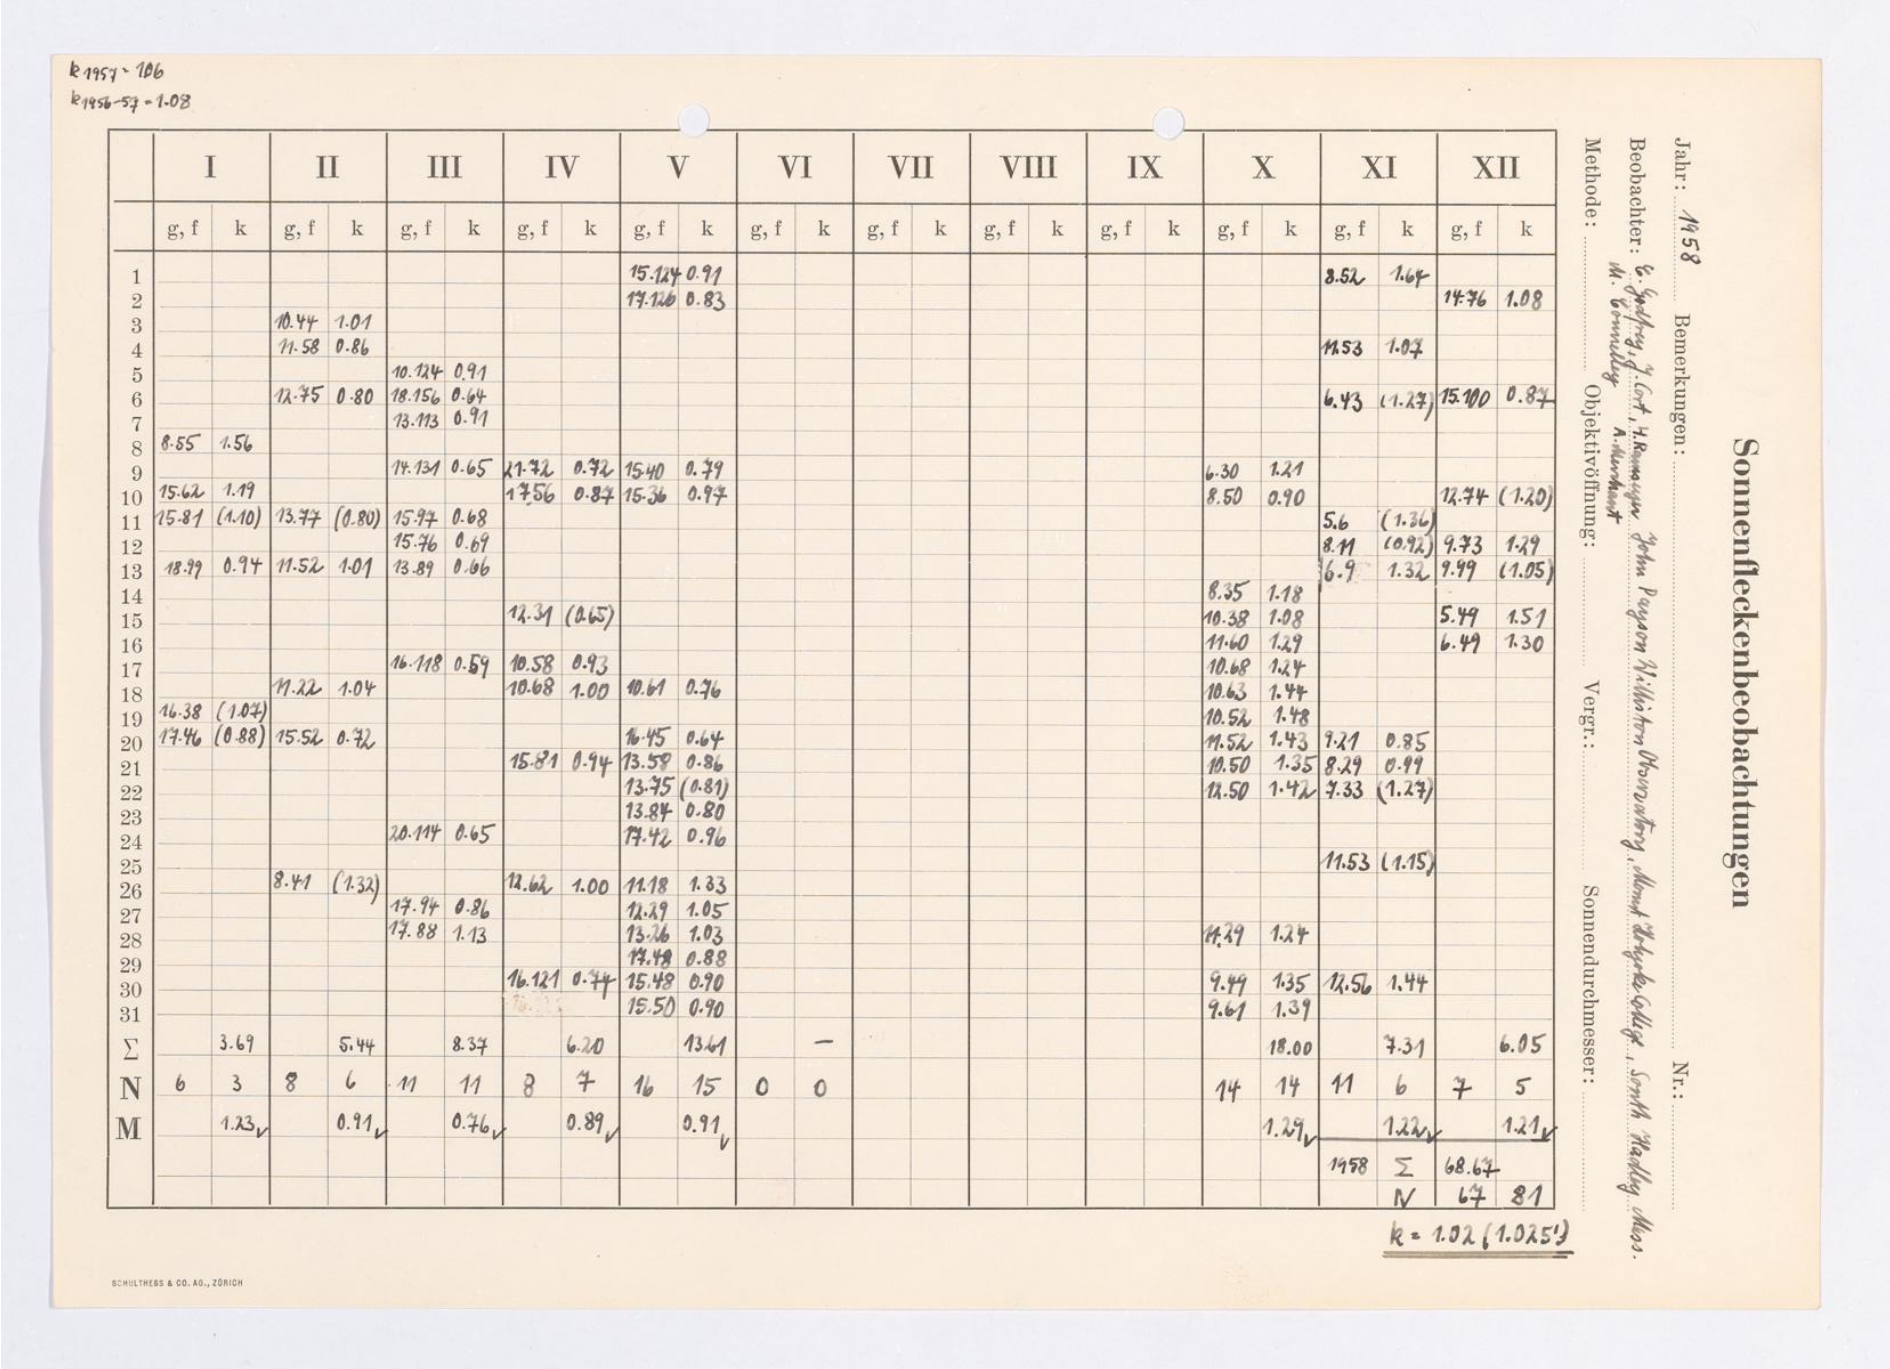 k1957 = 106
k1956-57 = 1.08
I II III IV V VI VII VIII IX X XI XII
g, f k g, f k g, f k g, f k g, f k g, f k g, f k g, f k g, f k g, f k g, f k g, f k
1 15.124 0.91 8.52 1.64
2 17.126 0.83 14.76 1.08
3 10.44 1.01
4 11.58 0.86 11.53 1.07
5 10.124 0.91
6 12.75 0.80 18.156 0.64 6.43 (1.27) 15.100 0.87
7 13.113 0.91
8 8.55 1.56
9 14.131 0.65 21.72 0.72 15.40 0.79 6.30 1.21
10 15.62 1.19 17.56 0.87 15.36 0.97 8.50 0.90 12.74 (1.20)
11 15.81 (1.10) 13.77 (0.80) 15.97 0.68 5.6 (1.36)
12 15.76 0.69 8.11 (0.92) 9.73 1.29
13 18.99 0.94 11.52 1.01 13.89 0.66 6.9 1.32 9.99 (1.05)
14 8.35 1.18
15 12.31 (0.65) 10.38 1.08 5.49 1.51
16 11.60 1.29 6.49 1.30
17 16.118 0.59 10.58 0.93 10.68 1.24
18 11.22 1.04 10.68 1.00 10.61 0.76 10.63 1.44
19 16.38 (1.07) 10.52 1.48
20 17.46 (0.88) 15.52 0.72 16.45 0.64 11.52 1.43 9.21 0.85
21 15.81 0.94 13.58 0.86 10.50 1.35 8.29 0.99
22 13.75 (0.81) 12.50 1.42 7.33 (1.27)
23 13.84 0.80
24 20.114 0.65 17.42 0.96
25 11.53 (1.15)
26 8.41 (1.32) 12.62 1.00 11.18 1.33
27 17.94 0.86 12.29 1.05
28 17.88 1.13 13.26 1.03 11.29 1.24
29 17.48 0.88
30 16.121 0.74 15.48 0.90 9.49 1.35 12.56 1.44
31 15.50 0.90 9.61 1.39
Σ 3.69 5.44 8.37 6.20 13.61 — 18.00 7.31 6.05
N 6 3 8 6 11 11 8 7 16 15 0 0 14 14 11 6 7 5
M 1.23✓ 0.91✓ 0.76✓ 0.89✓ 0.91✓ 1.29✓ 1.22✓ 1.21✓
1958 Σ 68.67
N 67 81
k = 1.02 (1.025')
SCHULTHESS & CO. AG., ZÜRICH
Sonnenfleckenbeobachtungen
Jahr: 1958 Bemerkungen: Nr.:
Beobachter: E. Godfrey, J. Cort, H. John Payson Williston Observatory, Mount Holyoke College, South Hadley Mass.
M. Connelley A.
Methode: Objektivöffnung: Vergr.: Sonnendurchmesser: